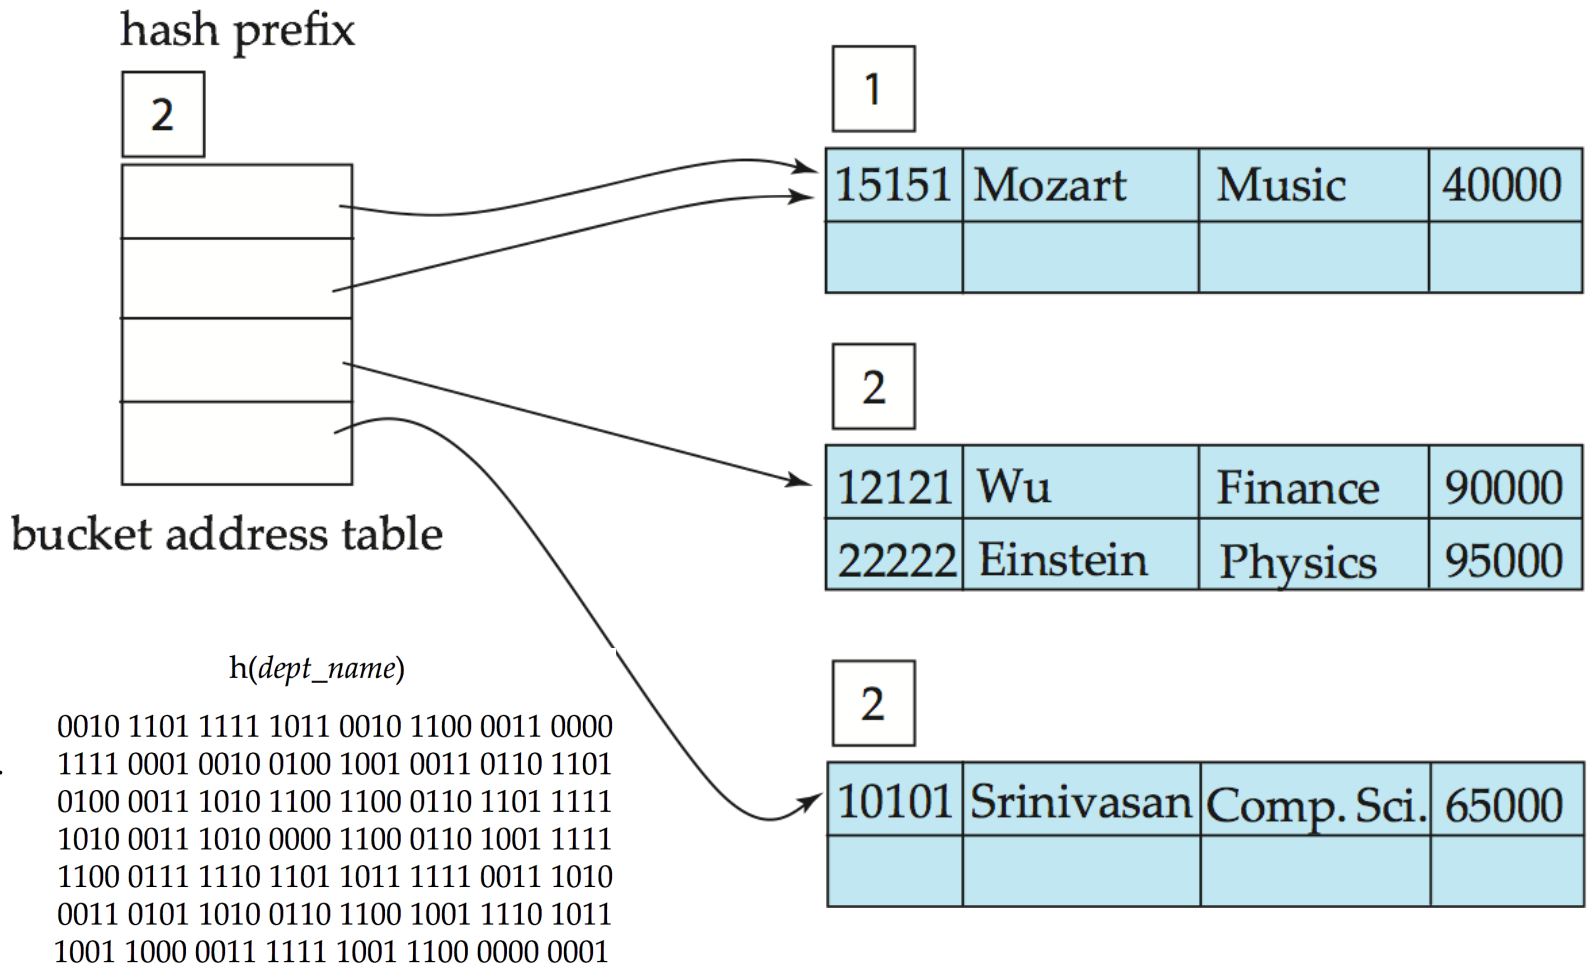 hash prefix
2
bucket address table
1
15151 Mozart Music 40000
2
12121 Wu Finance 90000
22222 Einstein Physics 95000
2
10101 Srinivasan Comp. Sci. 65000
h(dept_name)
0010 1101 1111 1011 0010 1100 0011 0000
1111 0001 0010 0100 1001 0011 0110 1101
0100 0011 1010 1100 1100 0110 1101 1111
1010 0011 1010 0000 1100 0110 1001 1111
1100 0111 1110 1101 1011 1111 0011 1010
0011 0101 1010 0110 1100 1001 1110 1011
1001 1000 0011 1111 1001 1100 0000 0001